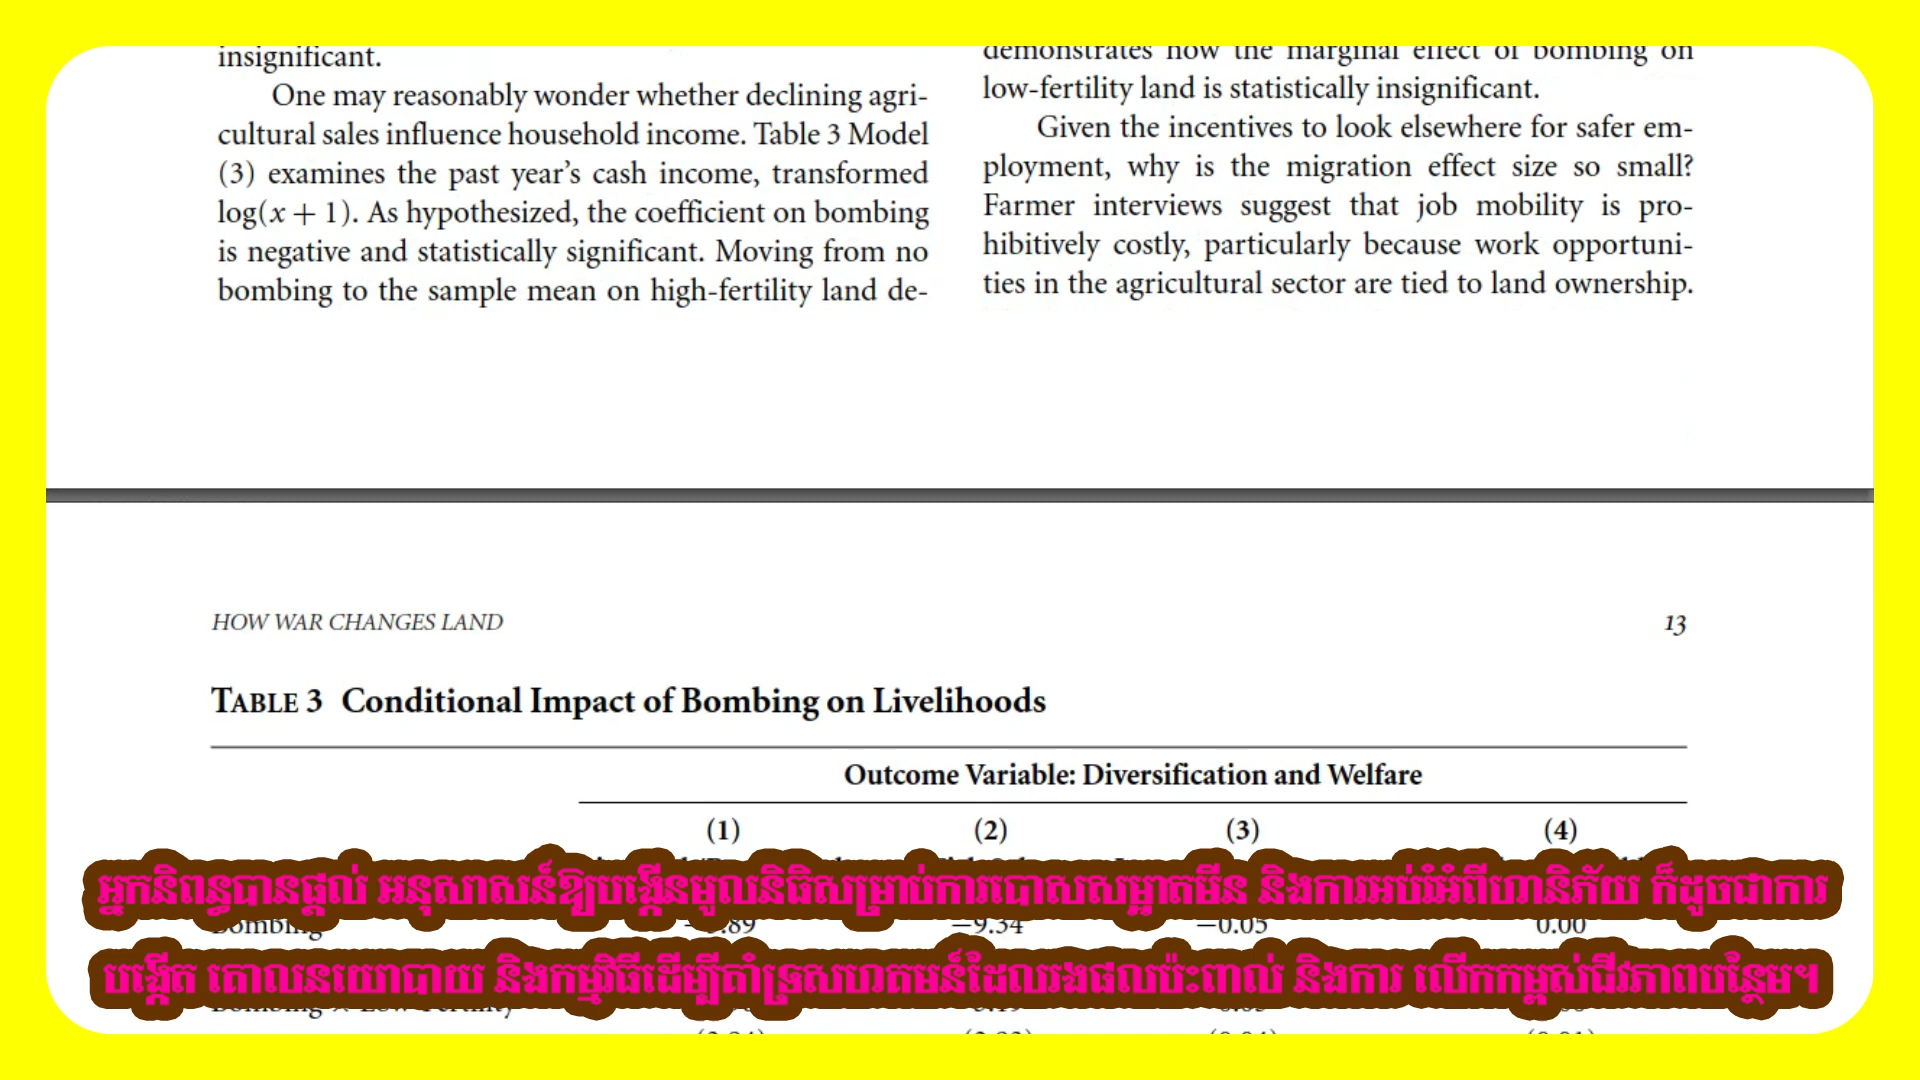 insignificant.
One may reasonably wonder whether declining agri-
cultural sales influence household income. Table 3 Model
(3) examines the past year's cash income, transformed
log(x + 1). As hypothesized, the coefficient on bombing
is negative and statistically significant. Moving from no
bombing to the sample mean on high-fertility land de-
demonstrates how the marginal effect of bombing on
low-fertility land is statistically insignificant.
Given the incentives to look elsewhere for safer em-
ployment, why is the migration effect size so small?
Farmer interviews suggest that job mobility is pro-
hibitively costly, particularly because work opportuni-
ties in the agricultural sector are tied to land ownership.
HOW WAR CHANGES LAND 13
TABLE 3 Conditional Impact of Bombing on Livelihoods
Outcome Variable: Diversification and Welfare
(1) (2) (3) (4)
អ្នកនិពន្ធបានផ្តល់ អនុសាសន៍ឱ្យបង្កើនមូលនិធិសម្រាប់ការបោសសម្អាតមីន និងការអប់រំអំពីហានិភ័យ ក៏ដូចជាការ
Bombing −9.34 −0.05 0.00
បង្កើត គោលនយោបាយ និងកម្មវិធីដើម្បីគាំទ្រសហគមន៍ដែលរងផលប៉ះពាល់ និងការ លើកកម្ពស់ជីវភាពបន្ថែម។